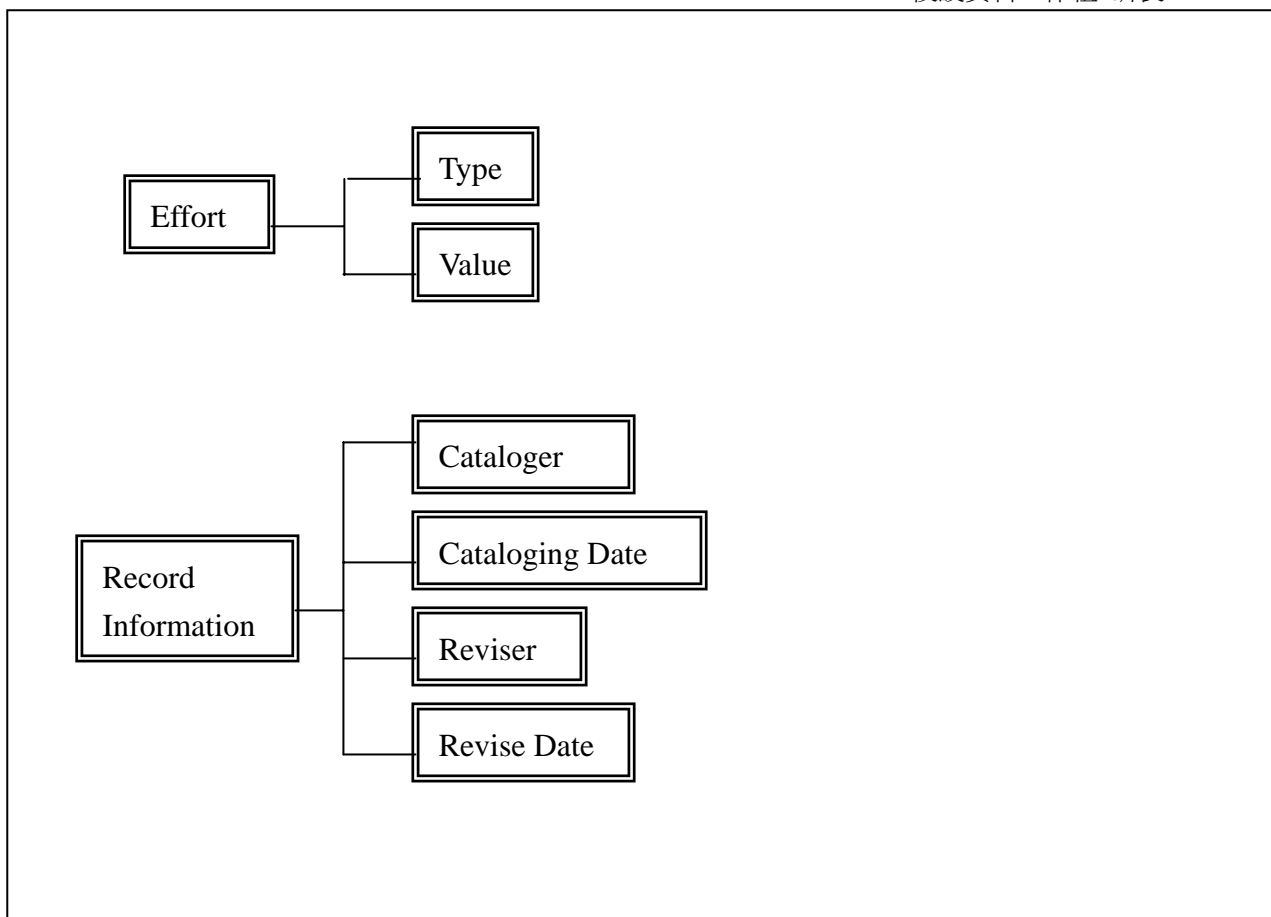 Type
Effort
Value
Cataloger
Cataloging Date
Record
Information
Reviser
Revise Date